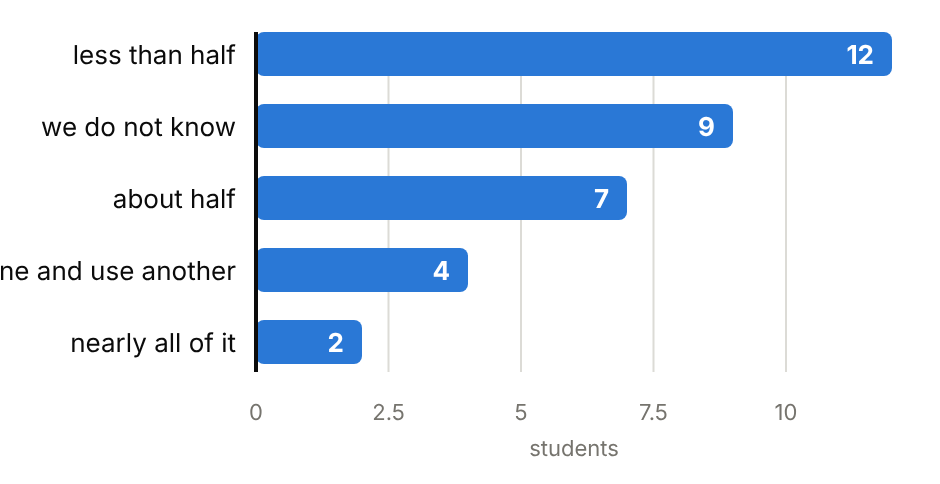 less than half 12
we do not know 9
about half 7
and use another 4
nearly all of it 2
0 2.5 5 7.5 10
students